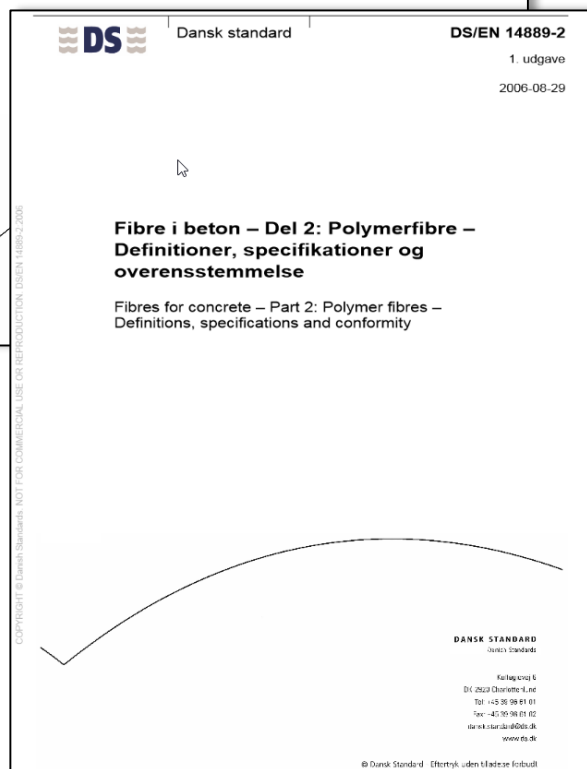 DS
Dansk standard
DS/EN 14889-2
1. udgave
2006-08-29
COPYRIGHT © Danish Standards. NOT FOR COMMERCIAL USE OR REPRODUCTION. DS/EN 14889-2:2006
Fibre i beton – Del 2: Polymerfibre –
Definitioner, specifikationer og
overensstemmelse
Fibres for concrete – Part 2: Polymer fibres –
Definitions, specifications and conformity
DANSK STANDARD
Danish Standards
Kollegievej 6
DK-2920 Charlottenlund
Tel: +45 39 96 61 01
Fax: +45 39 96 61 02
dansk.standard@ds.dk
www.ds.dk
© Dansk Standard Eftertryk uden tilladelse forbudt